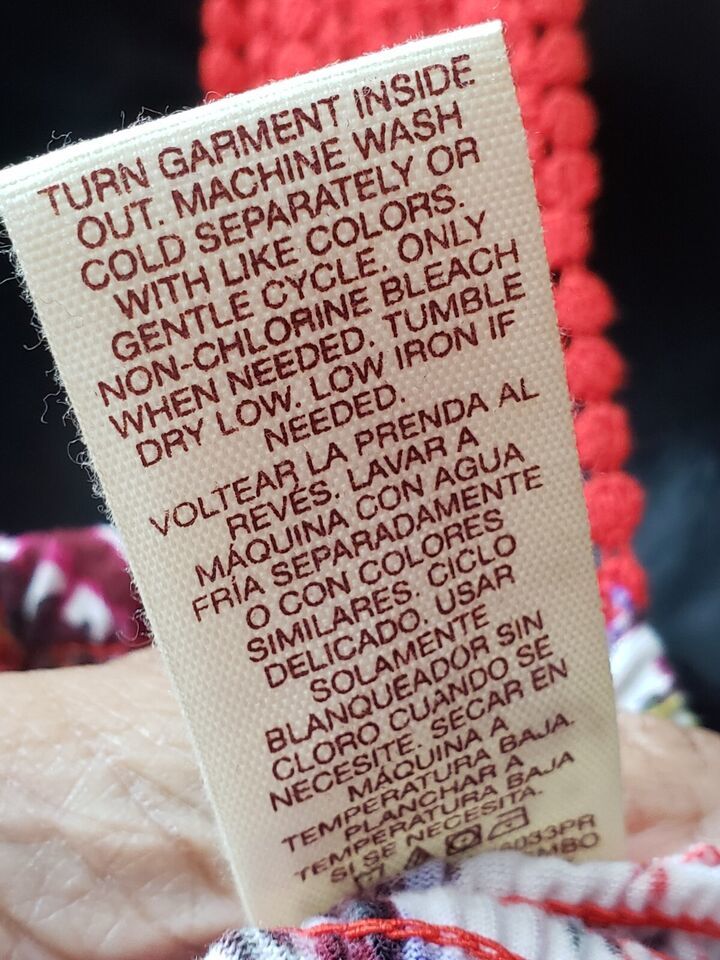 TURN GARMENT INSIDE
OUT. MACHINE WASH
COLD SEPARATELY OR
WITH LIKE COLORS.
GENTLE CYCLE. ONLY
NON-CHLORINE BLEACH
WHEN NEEDED. TUMBLE
DRY LOW. LOW IRON IF
NEEDED.
VOLTEAR LA PRENDA AL
REVÉS. LAVAR A
MÁQUINA CON AGUA
FRÍA SEPARADAMENTE
O CON COLORES
SIMILARES. CICLO
DELICADO. USAR
SOLAMENTE
BLANQUEADOR SIN
CLORO CUANDO SE
NECESITE. SECAR EN
MÁQUINA A
TEMPERATURA BAJA.
PLANCHAR A
TEMPERATURA BAJA
SI SE NECESITA.